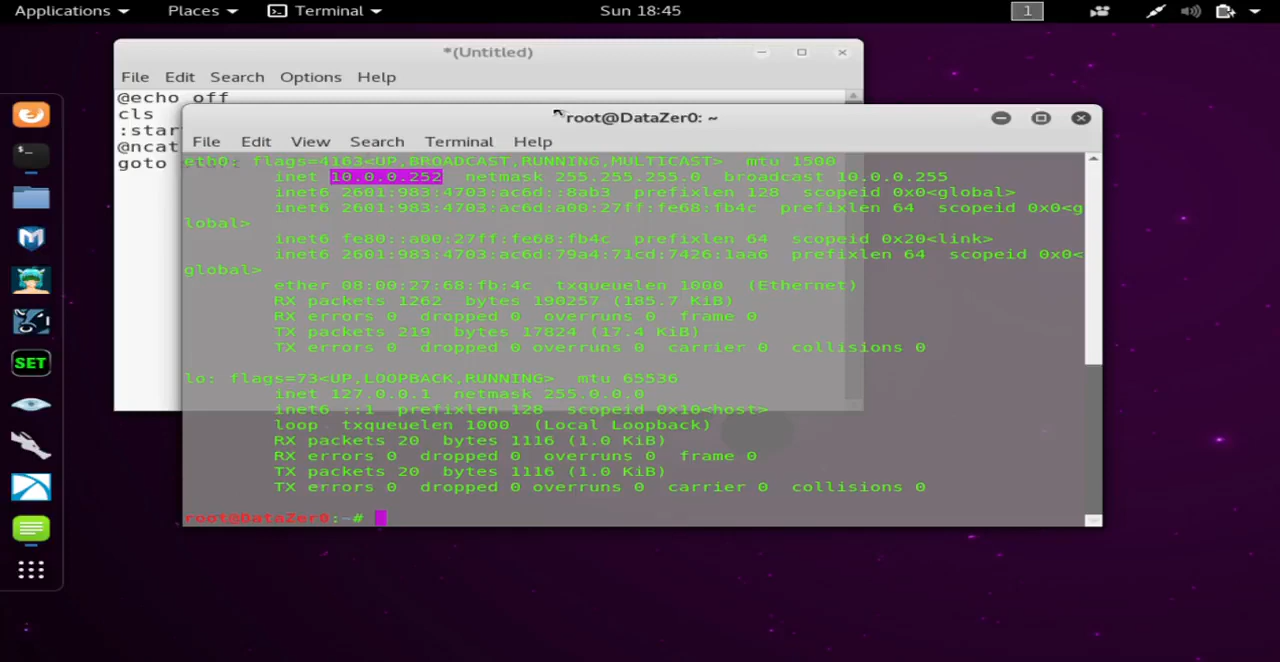 Applications Places Terminal Sun 18:45 1
*(Untitled)
File Edit Search Options Help
@echo off
cls
:star
@ncat
goto
root@DataZer0: ~
File Edit View Search Terminal Help
eth0: flags=4163<UP,BROADCAST,RUNNING,MULTICAST> mtu 1500
inet 10.0.0.252 netmask 255.255.255.0 broadcast 10.0.0.255
inet6 2601:983:4703:ac6d::8ab3 prefixlen 128 scopeid 0x0<global>
inet6 2601:983:4703:ac6d:a00:27ff:fe68:fb4c prefixlen 64 scopeid 0x0<g
lobal>
inet6 fe80::a00:27ff:fe68:fb4c prefixlen 64 scopeid 0x20<link>
inet6 2601:983:4703:ac6d:79a4:71cd:7426:1aa6 prefixlen 64 scopeid 0x0<
global>
ether 08:00:27:68:fb:4c txqueuelen 1000 (Ethernet)
RX packets 1262 bytes 190257 (185.7 KiB)
RX errors 0 dropped 0 overruns 0 frame 0
TX packets 219 bytes 17824 (17.4 KiB)
TX errors 0 dropped 0 overruns 0 carrier 0 collisions 0
lo: flags=73<UP,LOOPBACK,RUNNING> mtu 65536
inet 127.0.0.1 netmask 255.0.0.0
inet6 ::1 prefixlen 128 scopeid 0x10<host>
loop txqueuelen 1000 (Local Loopback)
RX packets 20 bytes 1116 (1.0 KiB)
RX errors 0 dropped 0 overruns 0 frame 0
TX packets 20 bytes 1116 (1.0 KiB)
TX errors 0 dropped 0 overruns 0 carrier 0 collisions 0
root@DataZer0:~#
SET